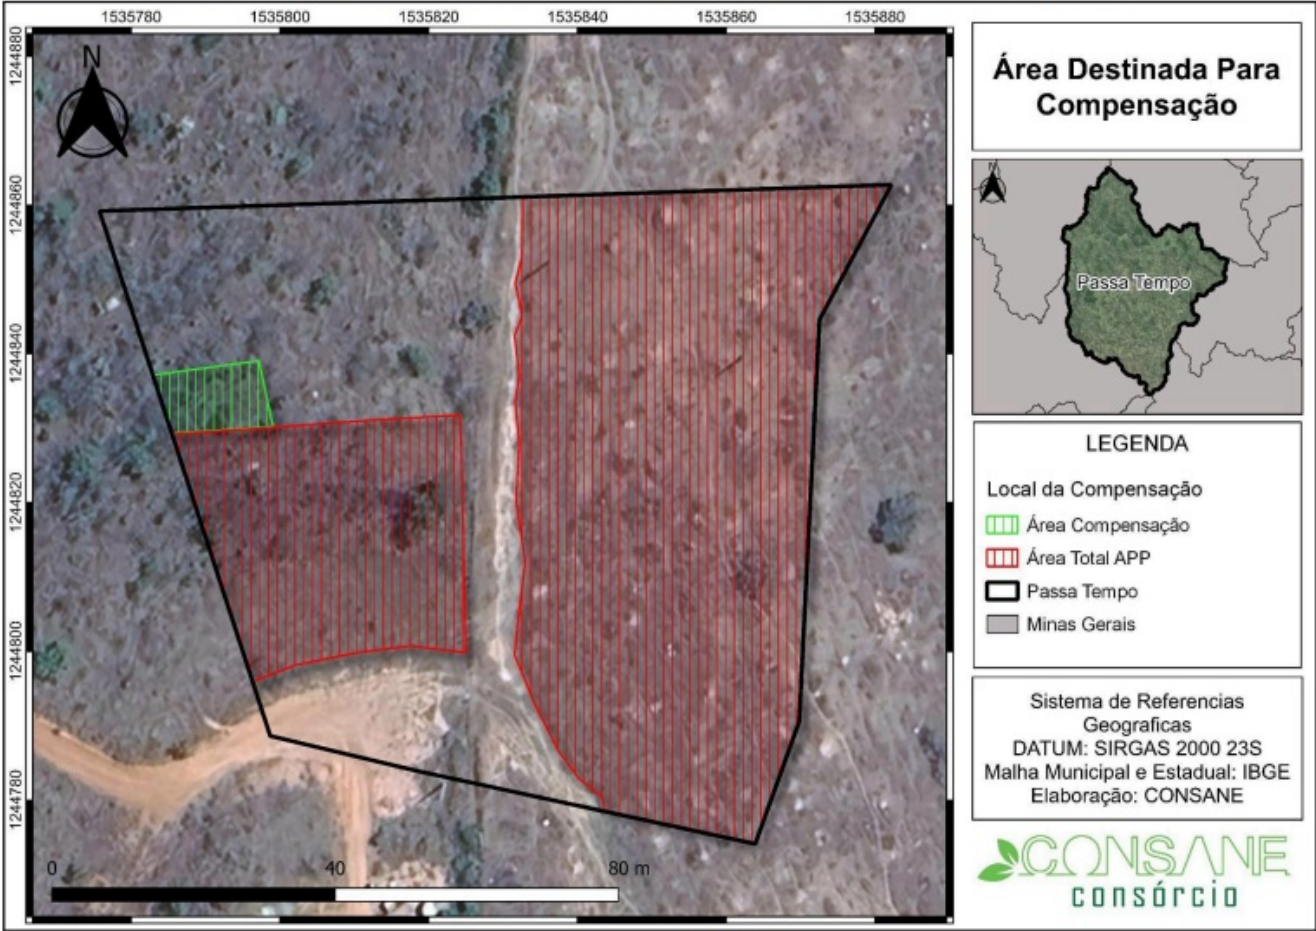 1535780 1535800 1535820 1535840 1535860 1535880
1244880
1244860
1244840
1244820
1244800
1244780
N
0 40 80 m
Área Destinada Para
Compensação
N
Passa Tempo
LEGENDA
Local da Compensação
Área Compensação
Área Total APP
Passa Tempo
Minas Gerais
Sistema de Referencias
Geograficas
DATUM: SIRGAS 2000 23S
Malha Municipal e Estadual: IBGE
Elaboração: CONSANE
CONSANE
consórcio